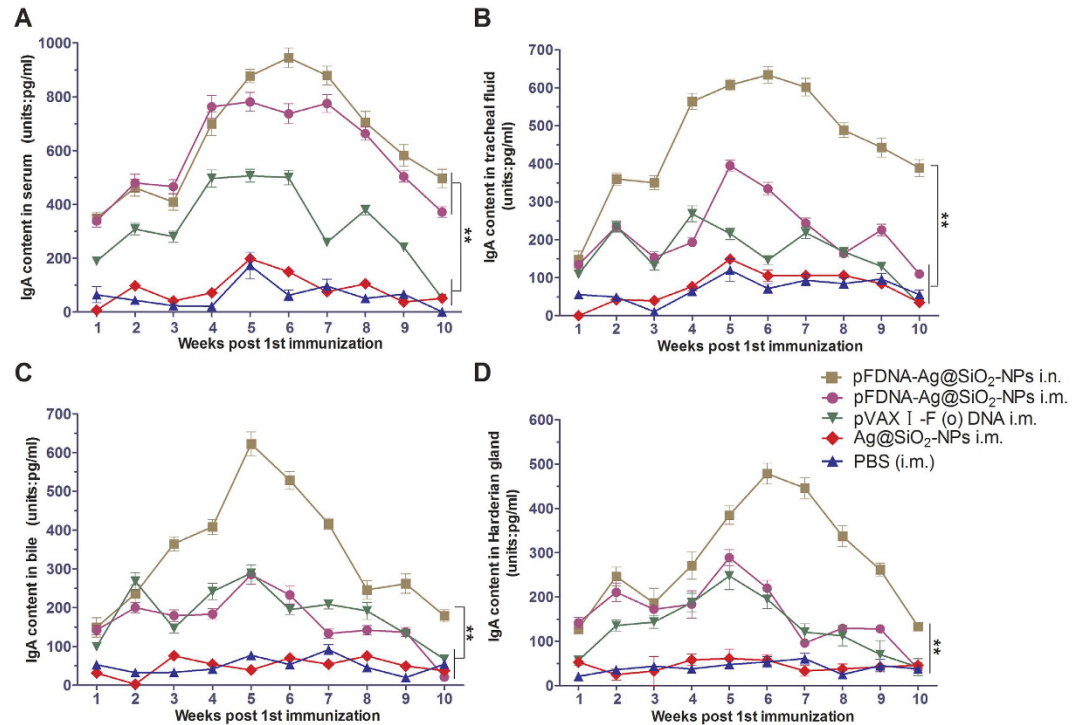 A
IgA content in serum (units:pg/ml)
1000
800
600
400
200
0
1 2 3 4 5 6 7 8 9 10
Weeks post 1st immunization
**
B
IgA content in tracheal fluid
(units:pg/ml)
700
600
500
400
300
200
100
0
1 2 3 4 5 6 7 8 9 10
Weeks post 1st immunization
**
C
IgA content in bile (units:pg/ml)
700
600
500
400
300
200
100
0
1 2 3 4 5 6 7 8 9 10
Weeks post 1st immunization
**
D
pFDNA-Ag@SiO₂-NPs i.n.
pFDNA-Ag@SiO₂-NPs i.m.
pVAX Ⅰ -F (o) DNA i.m.
Ag@SiO₂-NPs i.m.
PBS (i.m.)
IgA content in Harderian gland
(units:pg/ml)
600
500
400
300
200
100
0
1 2 3 4 5 6 7 8 9 10
Weeks post 1st immunization
**